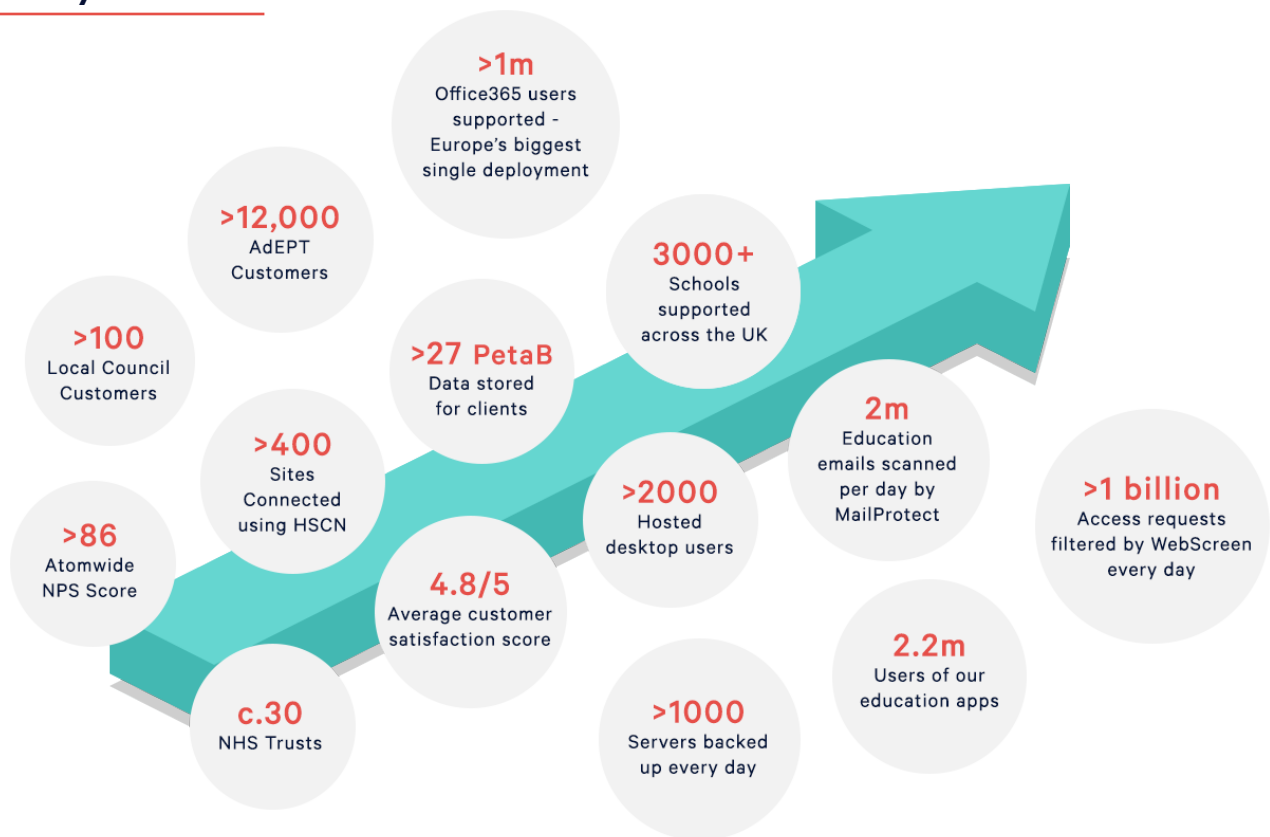 >1m
Office365 users
supported -
Europe's biggest
single deployment
>12,000
AdEPT
Customers
3000+
Schools
supported
across the UK
>100
Local Council
Customers
>27 PetaB
Data stored
for clients
>400
Sites
Connected
using HSCN
2m
Education
emails scanned
per day by
MailProtect
>2000
Hosted
desktop users
>1 billion
Access requests
filtered by WebScreen
every day
>86
Atomwide
NPS Score
4.8/5
Average customer
satisfaction score
2.2m
Users of our
education apps
c.30
NHS Trusts
>1000
Servers backed
up every day